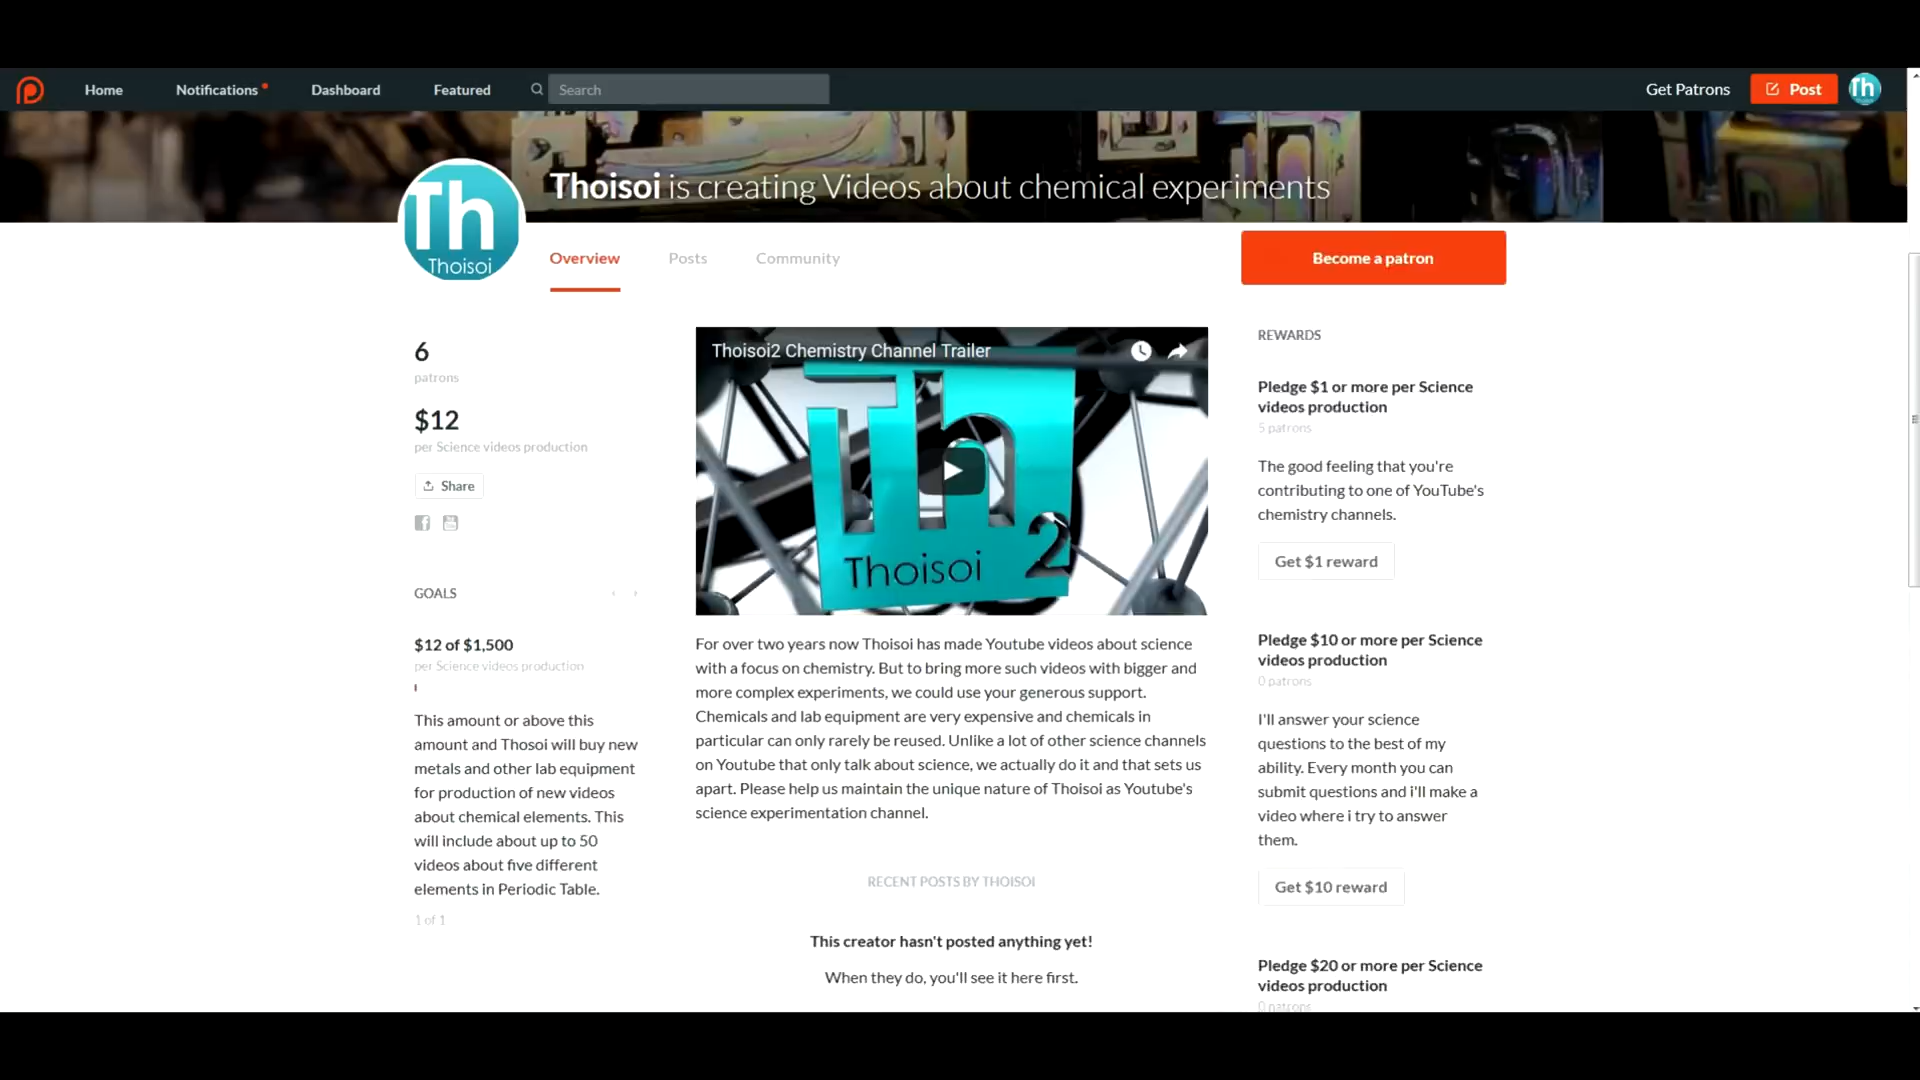 Home
Notifications
Dashboard
Featured
Search
Get Patrons
Post
Th
Thoisoi is creating Videos about chemical experiments
Th
Thoisoi
Overview
Posts
Community
Become a patron
6
patrons
$12
per Science videos production
Share
GOALS
$12 of $1,500
per Science videos production
This amount or above this
amount and Thosoi will buy new
metals and other lab equipment
for production of new videos
about chemical elements. This
will include about up to 50
videos about five different
elements in Periodic Table.
1 of 1
Thoisoi2 Chemistry Channel Trailer
Th
Thoisoi 2
For over two years now Thoisoi has made Youtube videos about science
with a focus on chemistry. But to bring more such videos with bigger and
more complex experiments, we could use your generous support.
Chemicals and lab equipment are very expensive and chemicals in
particular can only rarely be reused. Unlike a lot of other science channels
on Youtube that only talk about science, we actually do it and that sets us
apart. Please help us maintain the unique nature of Thoisoi as Youtube's
science experimentation channel.
RECENT POSTS BY THOISOI
This creator hasn't posted anything yet!
When they do, you'll see it here first.
REWARDS
Pledge $1 or more per Science
videos production
5 patrons
The good feeling that you're
contributing to one of YouTube's
chemistry channels.
Get $1 reward
Pledge $10 or more per Science
videos production
0 patrons
I'll answer your science
questions to the best of my
ability. Every month you can
submit questions and i'll make a
video where i try to answer
them.
Get $10 reward
Pledge $20 or more per Science
videos production
0 patrons